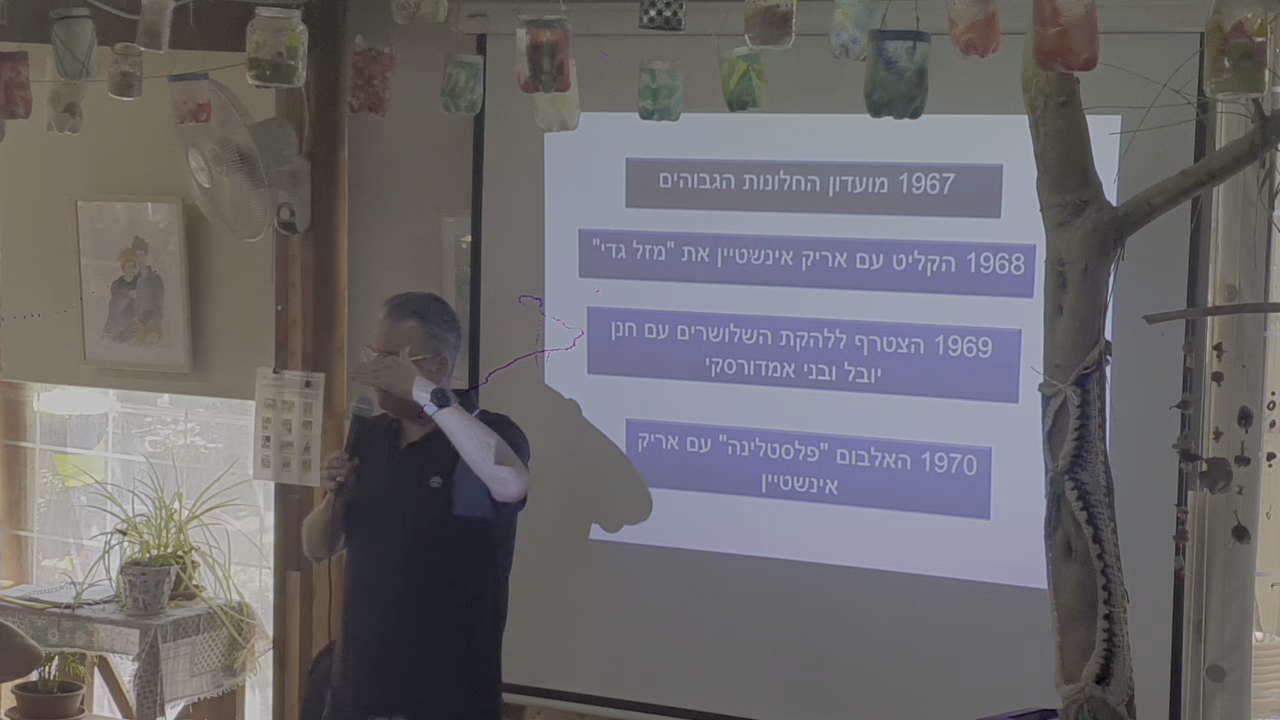 1967 מועדון החלונות הגבוהים
1968 הקליט עם אריק אינשטיין את "מזל גדי"
1969 הצטרף ללהקת השלושרים עם חנן
יובל ובני אמדורסקי
1970 האלבום "פלסטלינה" עם אריק
אינשטיין